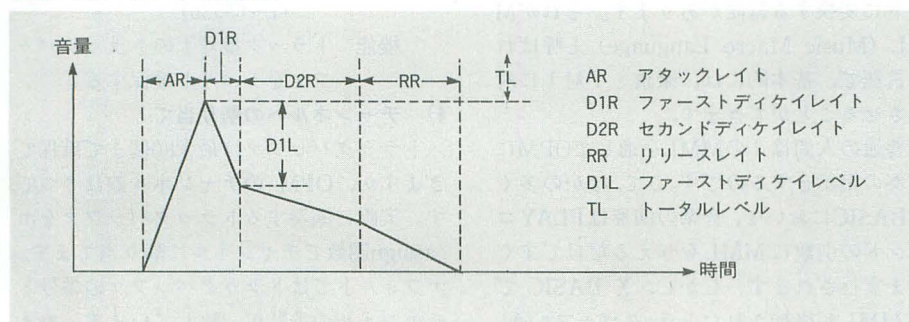 音量
D1R
AR
D2R
RR
TL
D1L
時間
AR アタックレイト
D1R ファーストディケイレイト
D2R セカンドディケイレイト
RR リリースレイト
D1L ファーストディケイレベル
TL トータルレベル